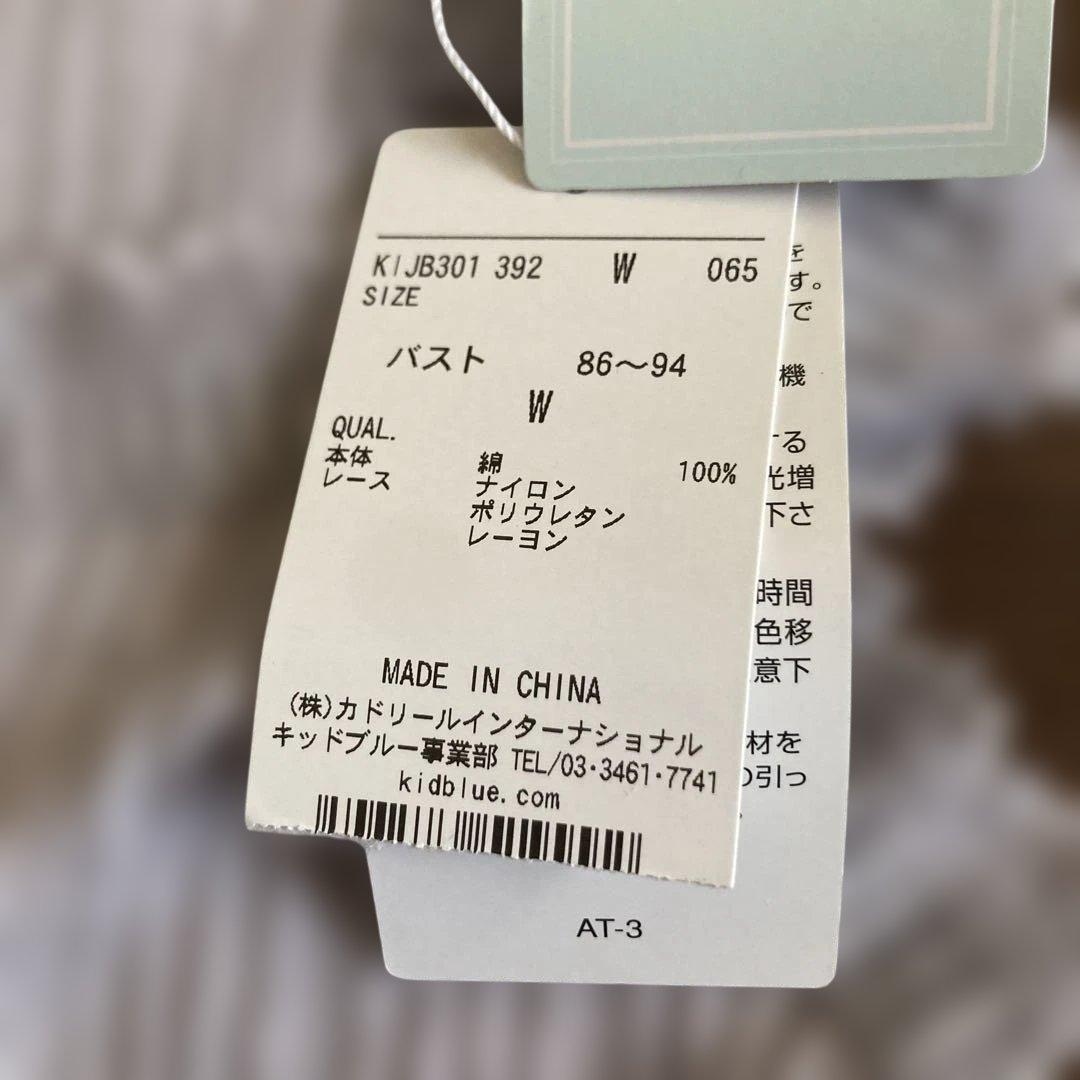 KIJB301 392 W 065
SIZE
バスト 86～94
W
QUAL.
本体 綿 100%
レース ナイロン
ポリウレタン
レーヨン
MADE IN CHINA
(株)カドリールインターナショナル
キッドブルー事業部 TEL/03・3461・7741
kidblue.com
を
す。
で
機
する
光増
下さ
時間
色移
意下
材を
の引っ
AT-3